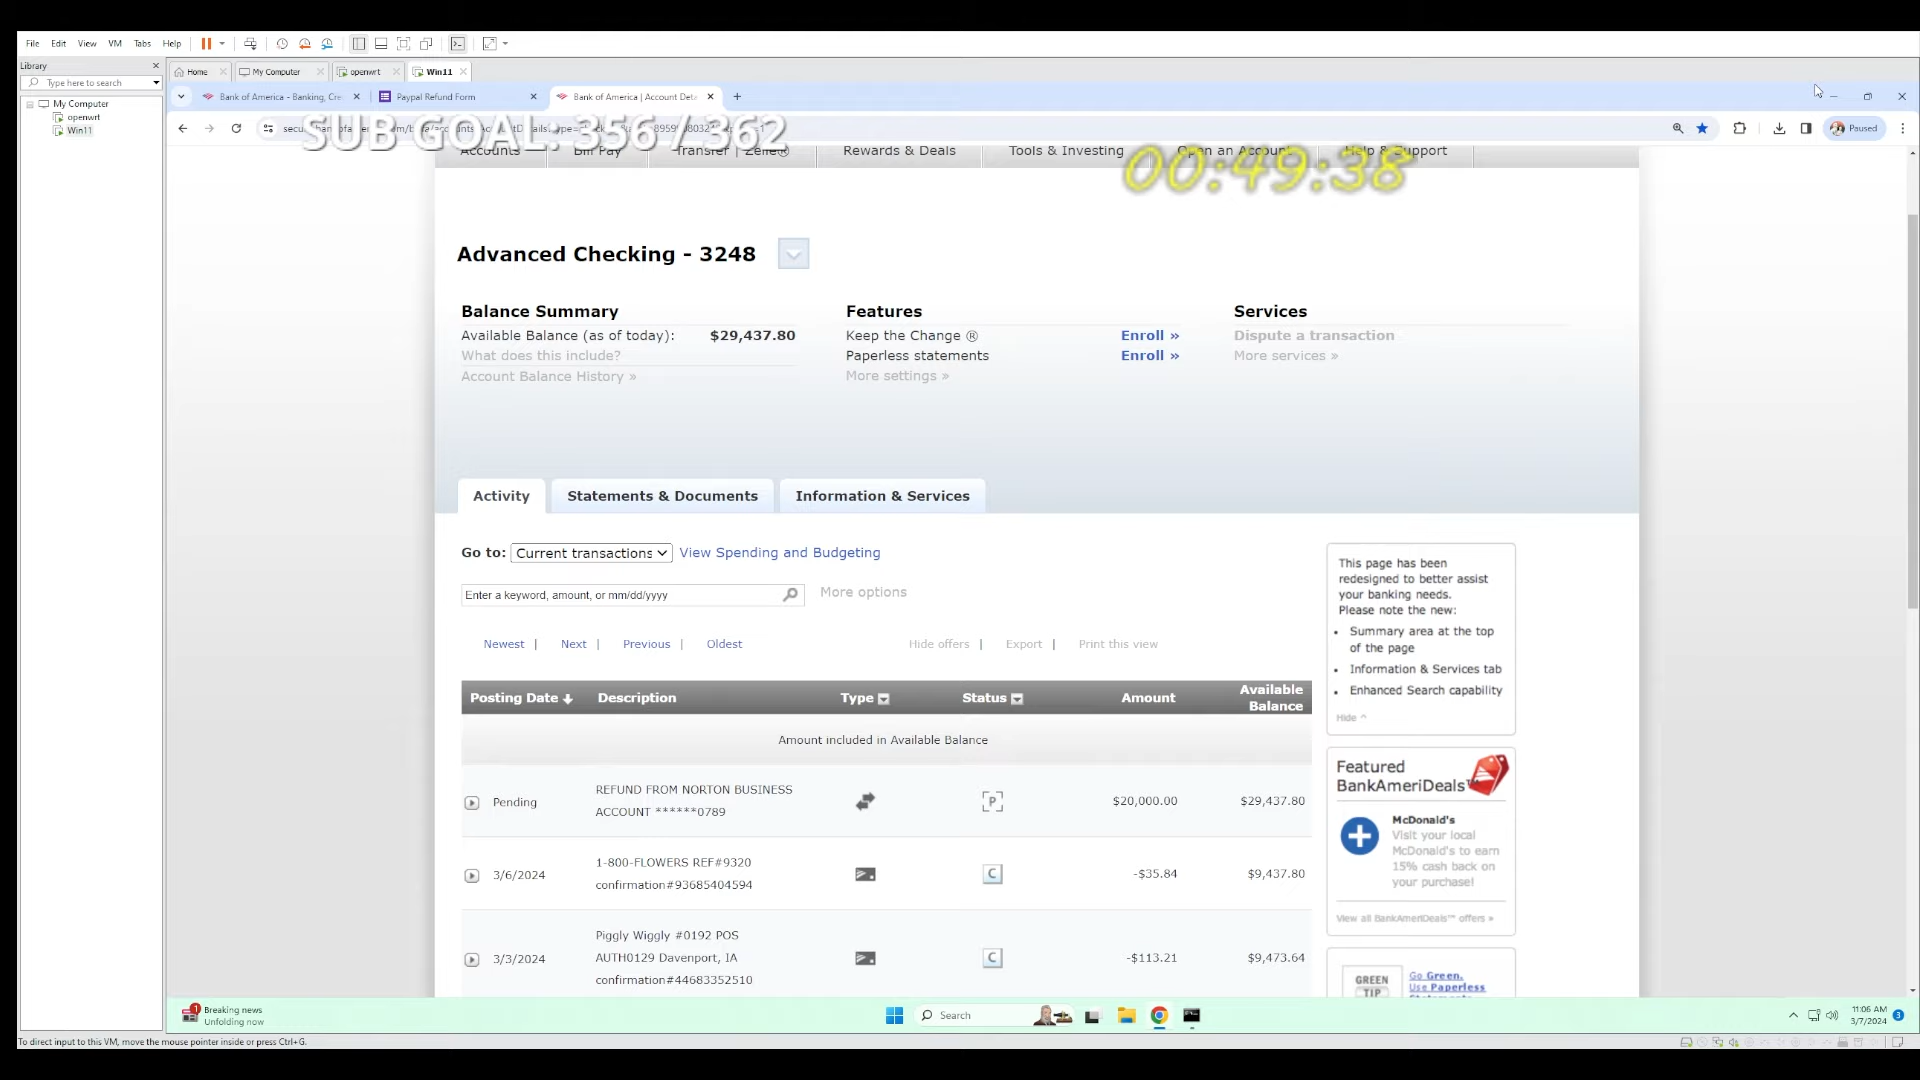 File Edit View VM Tabs Help
Library
Type here to search
My Computer
openwrt
Win11
Home
My Computer
openwrt
Win11
Bank of America - Banking, Cre
Paypal Refund Form
Bank of America | Account Deta
Paused
SUB GOAL: 356 / 362
00:49:38
Accounts
Bill Pay
Transfer | Zelle®
Rewards & Deals
Tools & Investing
Open an Account
Help & Support
Advanced Checking - 3248
Balance Summary
Available Balance (as of today): $29,437.80
What does this include?
Account Balance History »
Features
Keep the Change ® Enroll »
Paperless statements Enroll »
More settings »
Services
Dispute a transaction
More services »
Activity
Statements & Documents
Information & Services
Go to: Current transactions View Spending and Budgeting
Enter a keyword, amount, or mm/dd/yyyy
More options
Newest | Next | Previous | Oldest
Hide offers | Export | Print this view
Posting Date Description Type Status Amount Available
Balance
Amount included in Available Balance
Pending
REFUND FROM NORTON BUSINESS
ACCOUNT ******0789
P
$20,000.00
$29,437.80
3/6/2024
1-800-FLOWERS REF#9320
confirmation#93685404594
C
-$35.84
$9,437.80
3/3/2024
Piggly Wiggly #0192 POS
AUTH0129 Davenport, IA
confirmation#44683352510
C
-$113.21
$9,473.64
This page has been
redesigned to better assist
your banking needs.
Please note the new:
• Summary area at the top
of the page
• Information & Services tab
• Enhanced Search capability
Hide ^
Featured
BankAmeriDeals™
McDonald's
Visit your local
McDonald's to earn
15% cash back on
your purchase!
View all BankAmeriDeals™ offers »
GREEN
TIP
Go Green.
Use Paperless
1
Breaking news
Unfolding now
Search
11:06 AM
3/7/2024
3
To direct input to this VM, move the mouse pointer inside or press Ctrl+G.